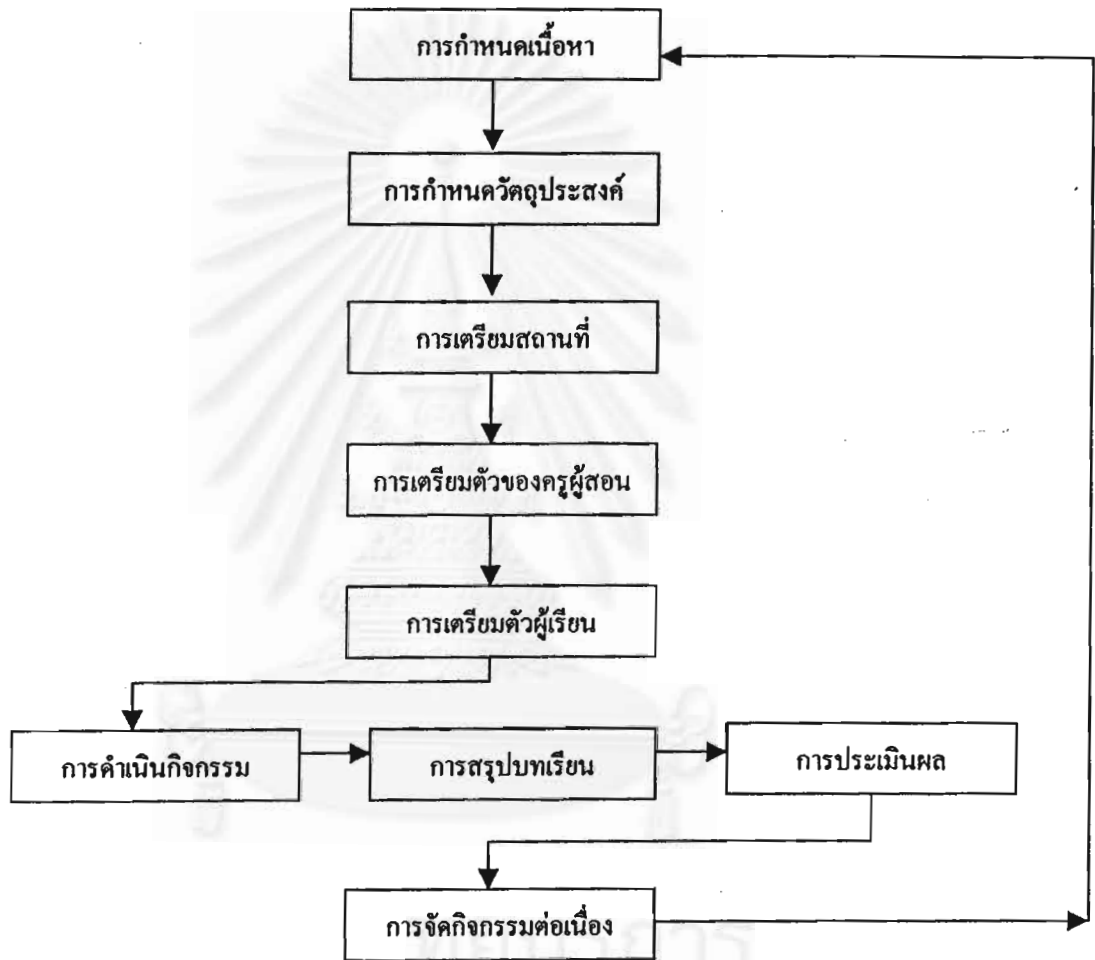 การกำหนดเนื้อหา
การกำหนดวัตถุประสงค์
การเตรียมสถานที่
การเตรียมตัวของครูผู้สอน
การเตรียมตัวผู้เรียน
การดำเนินกิจกรรม
การสรุปบทเรียน
การประเมินผล
การจัดกิจกรรมต่อเนื่อง